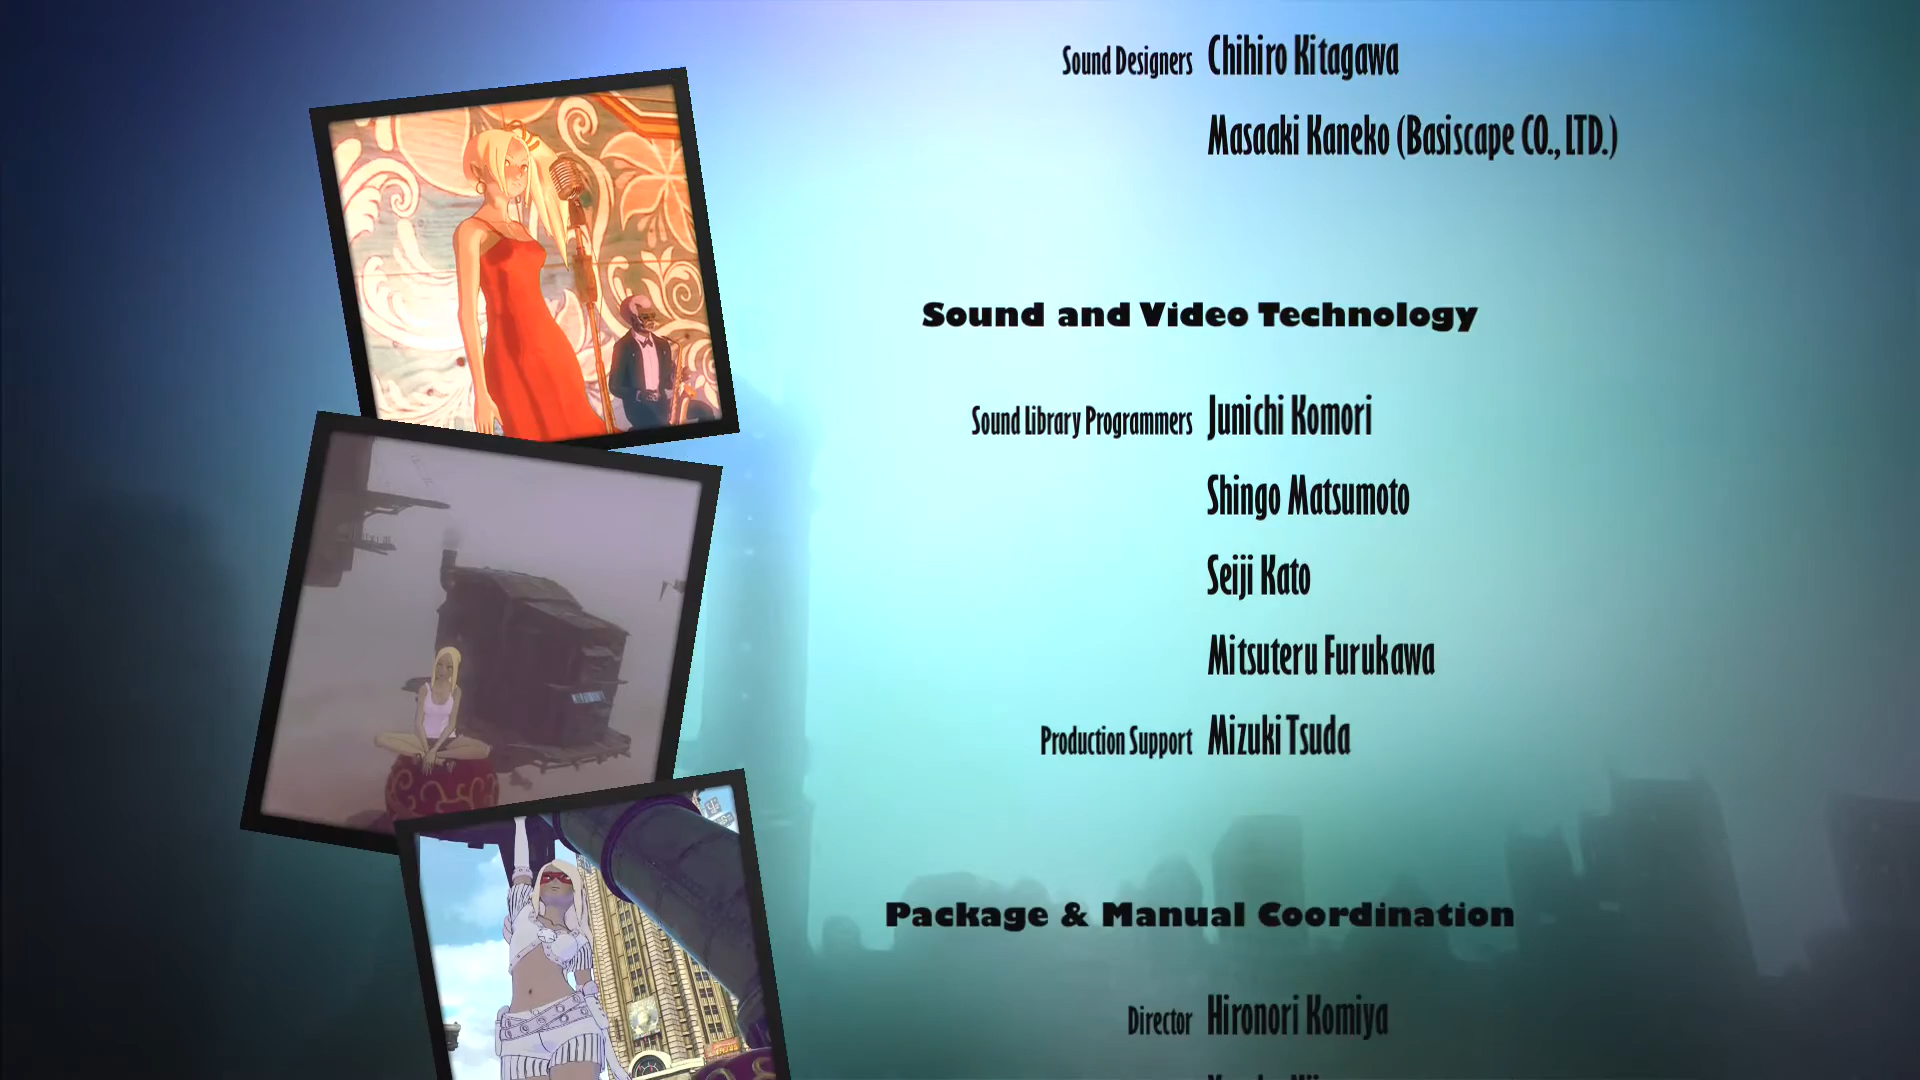 Sound Designers Chihiro Kitagawa
Masaaki Kaneko (Basiscape CO., LTD.)
Sound and Video Technology
Sound Library Programmers Junichi Komori
Shingo Matsumoto
Seiji Kato
Mitsuteru Furukawa
Production Support Mizuki Tsuda
Package & Manual Coordination
Director Hironori Komiya